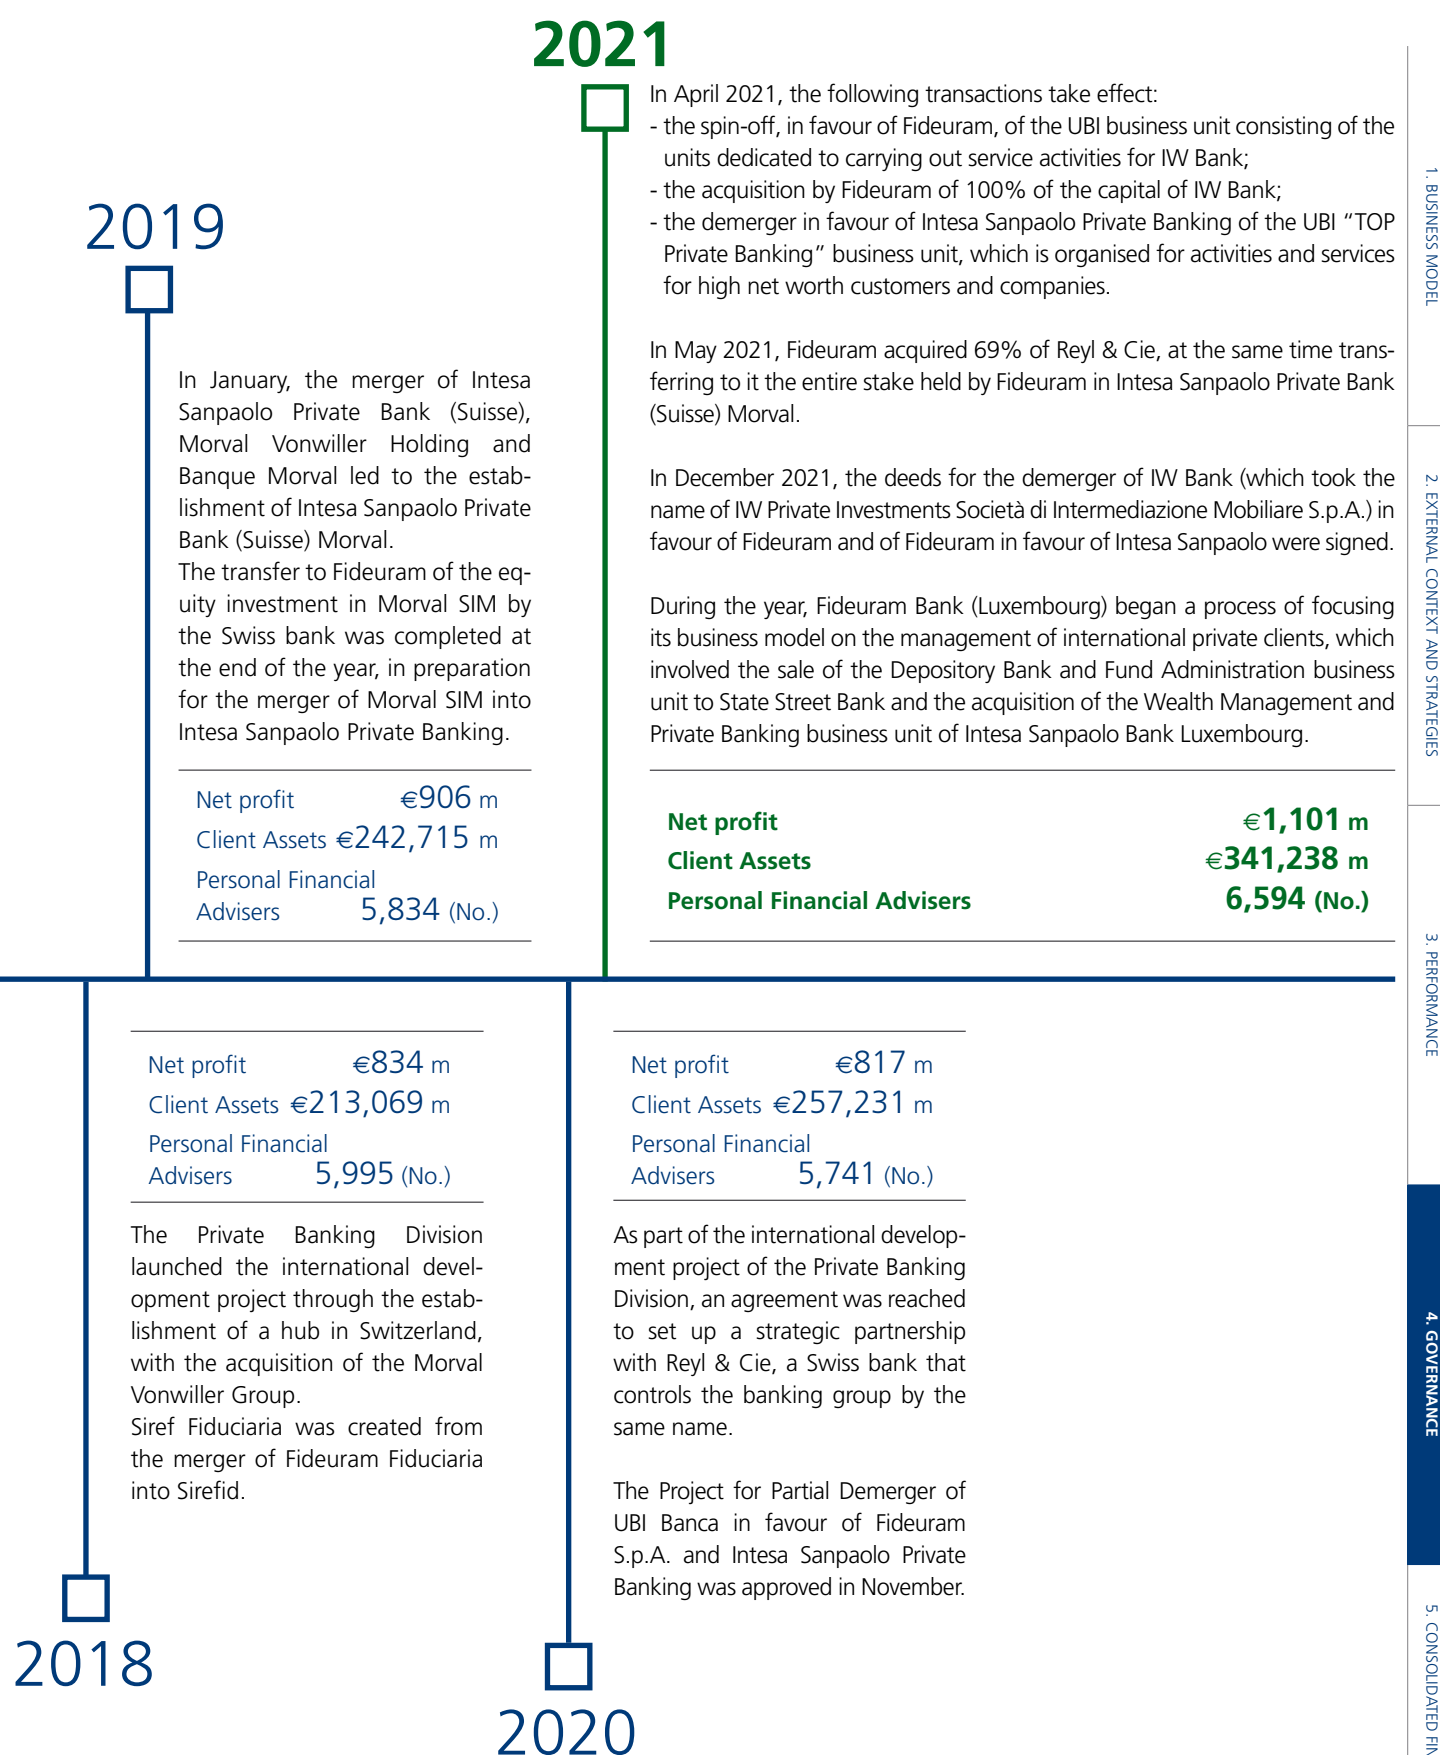 2021
In April 2021, the following transactions take effect:
- the spin-off, in favour of Fideuram, of the UBI business unit consisting of the
units dedicated to carrying out service activities for IW Bank;
- the acquisition by Fideuram of 100% of the capital of IW Bank;
- the demerger in favour of Intesa Sanpaolo Private Banking of the UBI “TOP
Private Banking” business unit, which is organised for activities and services
for high net worth customers and companies.
In May 2021, Fideuram acquired 69% of Reyl & Cie, at the same time trans-
ferring to it the entire stake held by Fideuram in Intesa Sanpaolo Private Bank
(Suisse) Morval.
In December 2021, the deeds for the demerger of IW Bank (which took the
name of IW Private Investments Società di Intermediazione Mobiliare S.p.A.) in
favour of Fideuram and of Fideuram in favour of Intesa Sanpaolo were signed.
During the year, Fideuram Bank (Luxembourg) began a process of focusing
its business model on the management of international private clients, which
involved the sale of the Depository Bank and Fund Administration business
unit to State Street Bank and the acquisition of the Wealth Management and
Private Banking business unit of Intesa Sanpaolo Bank Luxembourg.
Net profit €1,101 m
Client Assets €341,238 m
Personal Financial Advisers 6,594 (No.)
2019
In January, the merger of Intesa
Sanpaolo Private Bank (Suisse),
Morval Vonwiller Holding and
Banque Morval led to the estab-
lishment of Intesa Sanpaolo Private
Bank (Suisse) Morval.
The transfer to Fideuram of the eq-
uity investment in Morval SIM by
the Swiss bank was completed at
the end of the year, in preparation
for the merger of Morval SIM into
Intesa Sanpaolo Private Banking.
Net profit €906 m
Client Assets €242,715 m
Personal Financial
Advisers 5,834 (No.)
Net profit €834 m
Client Assets €213,069 m
Personal Financial
Advisers 5,995 (No.)
The Private Banking Division
launched the international devel-
opment project through the estab-
lishment of a hub in Switzerland,
with the acquisition of the Morval
Vonwiller Group.
Siref Fiduciaria was created from
the merger of Fideuram Fiduciaria
into Sirefid.
2018
Net profit €817 m
Client Assets €257,231 m
Personal Financial
Advisers 5,741 (No.)
As part of the international develop-
ment project of the Private Banking
Division, an agreement was reached
to set up a strategic partnership
with Reyl & Cie, a Swiss bank that
controls the banking group by the
same name.
The Project for Partial Demerger of
UBI Banca in favour of Fideuram
S.p.A. and Intesa Sanpaolo Private
Banking was approved in November.
2020
1. BUSINESS MODEL
2. EXTERNAL CONTEXT AND STRATEGIES
3. PERFORMANCE
4. GOVERNANCE
5. CONSOLIDATED